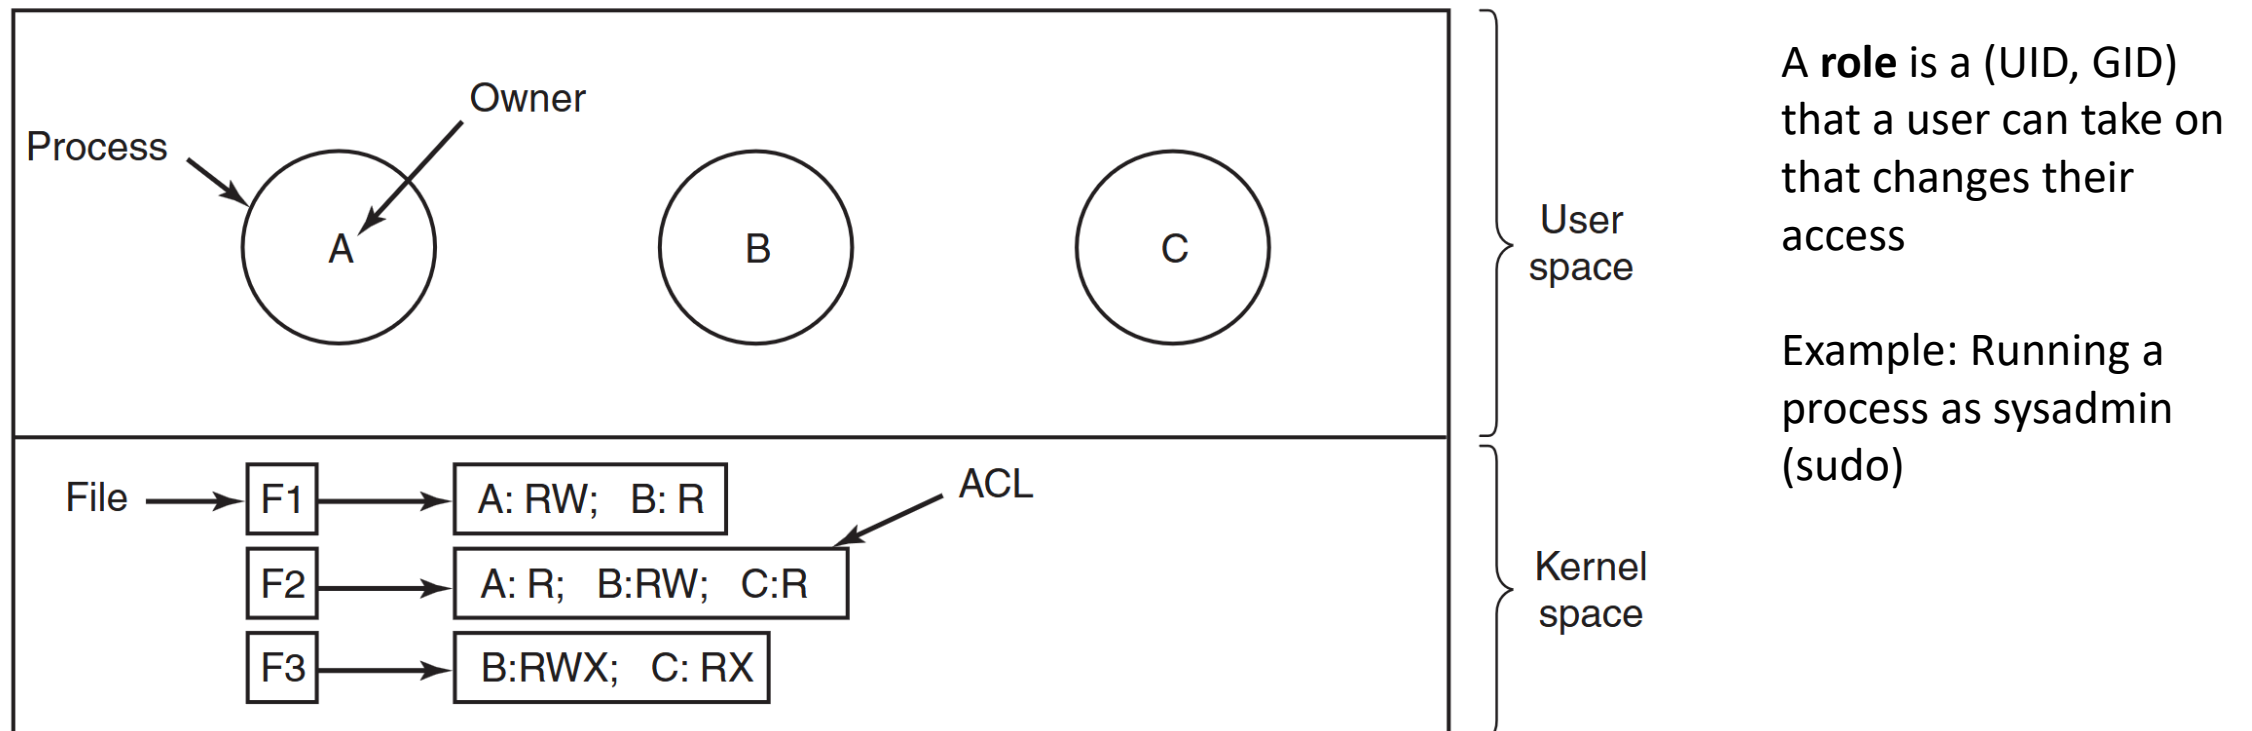 Owner
Process
A
B
C
User
space
File
F1
A: RW; B: R
ACL
F2
A: R; B:RW; C:R
F3
B:RWX; C: RX
Kernel
space
A role is a (UID, GID)
that a user can take on
that changes their
access
Example: Running a
process as sysadmin
(sudo)